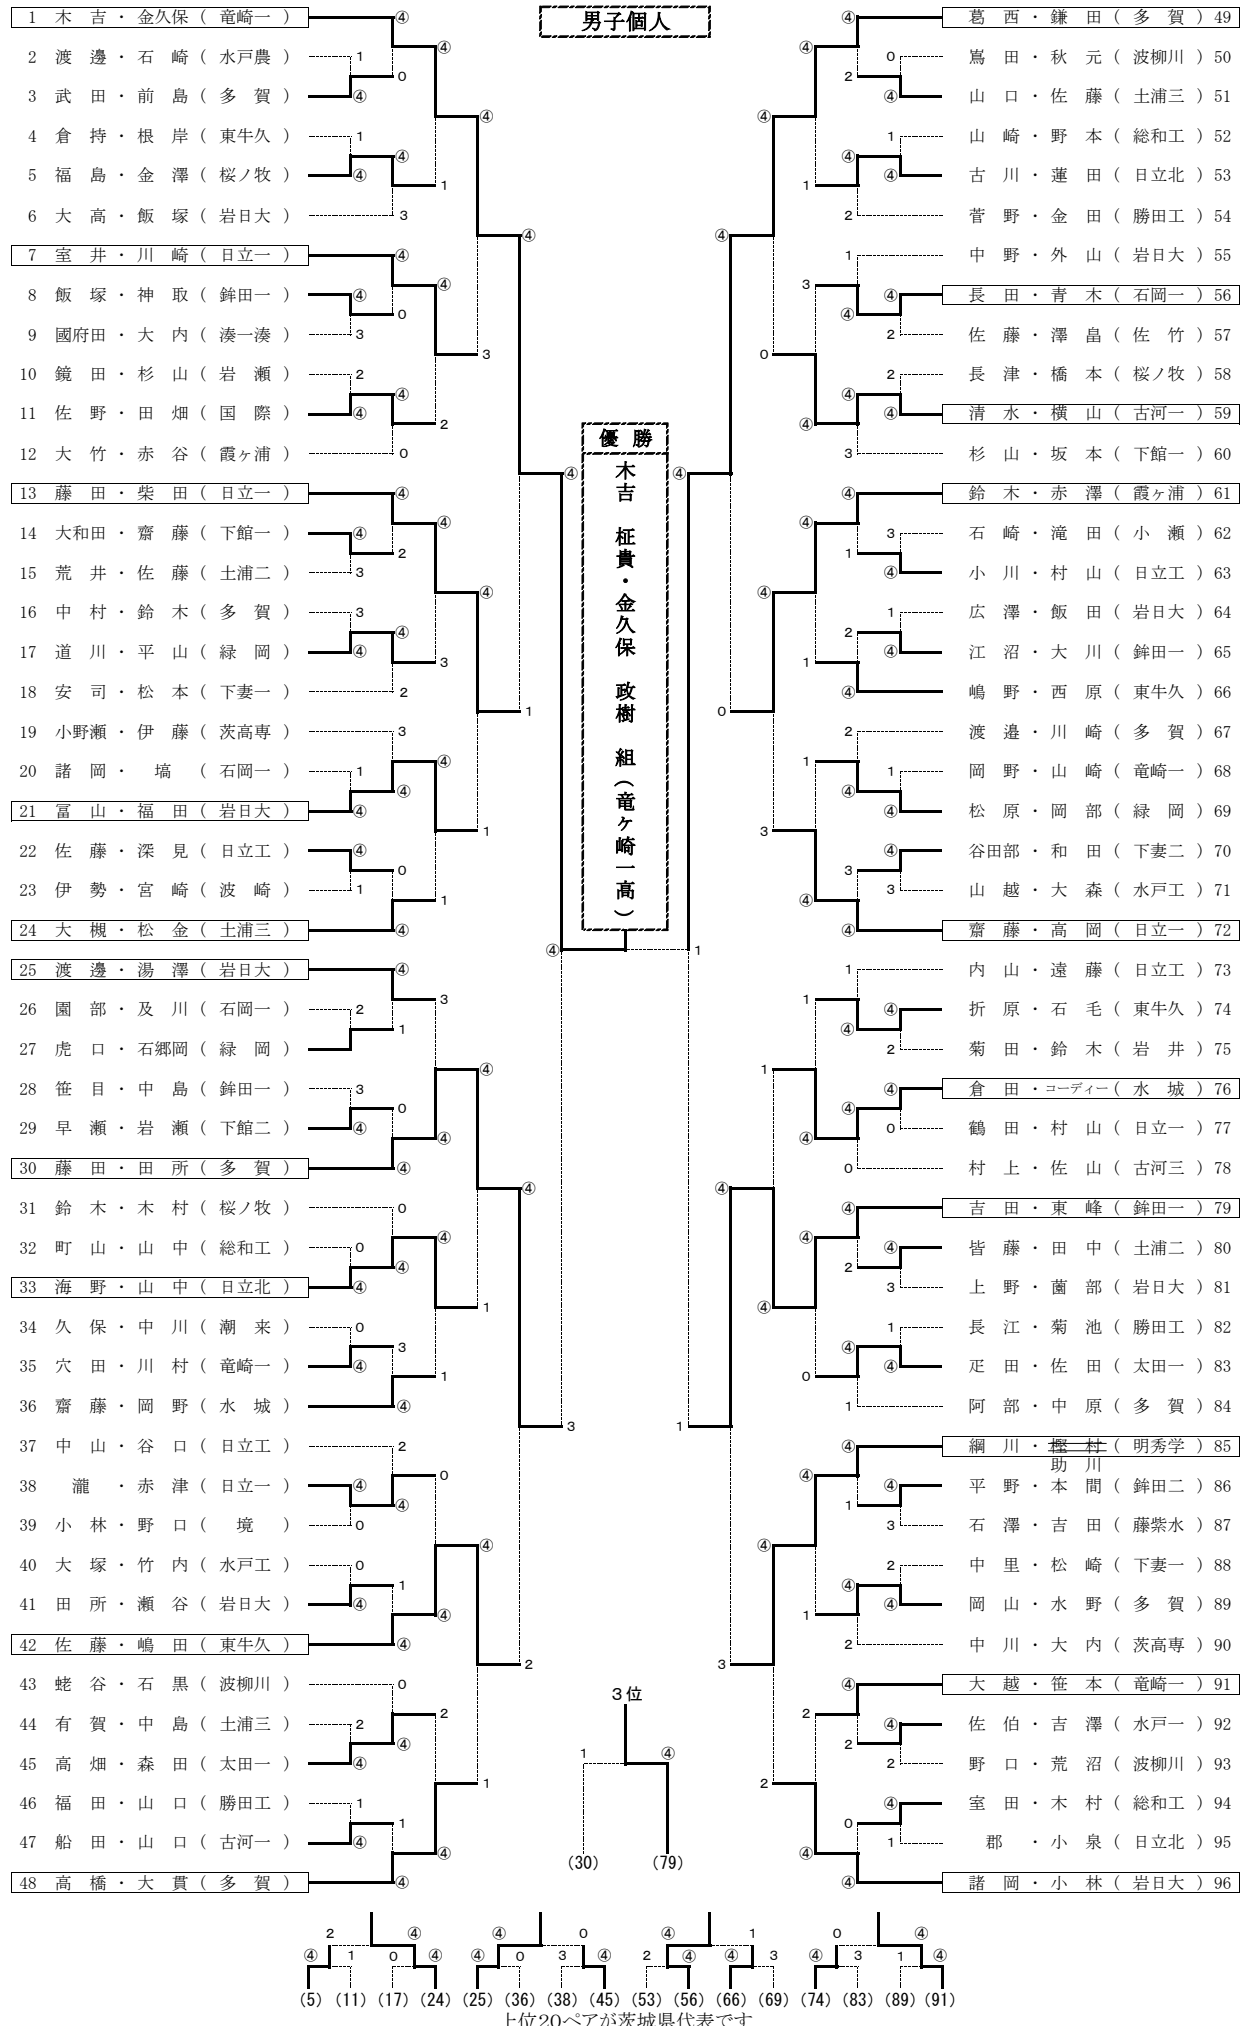 男子個人
1 木 吉 ・ 金久保 ( 竜崎一 )
2 渡 邊 ・ 石 崎 ( 水戸農 )
3 武 田 ・ 前 島 ( 多 賀 )
4 倉 持 ・ 根 岸 ( 東牛久 )
5 福 島 ・ 金 澤 ( 桜ノ牧 )
6 大 高 ・ 飯 塚 ( 岩日大 )
7 室 井 ・ 川 崎 ( 日立一 )
8 飯 塚 ・ 神 取 ( 鉾田一 )
9 國府田 ・ 大 内 ( 湊一湊 )
10 鏡 田 ・ 杉 山 ( 岩 瀬 )
11 佐 野 ・ 田 畑 ( 国 際 )
12 大 竹 ・ 赤 谷 ( 霞ヶ浦 )
13 藤 田 ・ 柴 田 ( 日立一 )
14 大和田 ・ 齋 藤 ( 下館一 )
15 荒 井 ・ 佐 藤 ( 土浦二 )
16 中 村 ・ 鈴 木 ( 多 賀 )
17 道 川 ・ 平 山 ( 緑 岡 )
18 安 司 ・ 松 本 ( 下妻一 )
19 小野瀬 ・ 伊 藤 ( 茨高専 )
20 諸 岡 ・ 塙 ( 石岡一 )
21 冨 山 ・ 福 田 ( 岩日大 )
22 佐 藤 ・ 深 見 ( 日立工 )
23 伊 勢 ・ 宮 崎 ( 波 崎 )
24 大 槻 ・ 松 金 ( 土浦三 )
25 渡 邊 ・ 湯 澤 ( 岩日大 )
26 園 部 ・ 及 川 ( 石岡一 )
27 虎 口 ・ 石郷岡 ( 緑 岡 )
28 笹 目 ・ 中 島 ( 鉾田一 )
29 早 瀬 ・ 岩 瀬 ( 下館二 )
30 藤 田 ・ 田 所 ( 多 賀 )
31 鈴 木 ・ 木 村 ( 桜ノ牧 )
32 町 山 ・ 山 中 ( 総和工 )
33 海 野 ・ 山 中 ( 日立北 )
34 久 保 ・ 中 川 ( 潮 来 )
35 穴 田 ・ 川 村 ( 竜崎一 )
36 齋 藤 ・ 岡 野 ( 水 城 )
37 中 山 ・ 谷 口 ( 日立工 )
38 瀧 ・ 赤 津 ( 日立一 )
39 小 林 ・ 野 口 ( 境 )
40 大 塚 ・ 竹 内 ( 水戸工 )
41 田 所 ・ 瀬 谷 ( 岩日大 )
42 佐 藤 ・ 嶋 田 ( 東牛久 )
43 蛯 谷 ・ 石 黒 ( 波柳川 )
44 有 賀 ・ 中 島 ( 土浦三 )
45 高 畑 ・ 森 田 ( 太田一 )
46 福 田 ・ 山 口 ( 勝田工 )
47 船 田 ・ 山 口 ( 古河一 )
48 高 橋 ・ 大 貫 ( 多 賀 )
優 勝
木吉 柾貴・金久保 政樹 組(竜ケ崎一高)
葛 西 ・ 鎌 田 ( 多 賀 ) 49
嶌 田 ・ 秋 元 ( 波柳川 ) 50
山 口 ・ 佐 藤 ( 土浦三 ) 51
山 崎 ・ 野 本 ( 総和工 ) 52
古 川 ・ 蓮 田 ( 日立北 ) 53
菅 野 ・ 金 田 ( 勝田工 ) 54
中 野 ・ 外 山 ( 岩日大 ) 55
長 田 ・ 青 木 ( 石岡一 ) 56
佐 藤 ・ 澤 畠 ( 佐 竹 ) 57
長 津 ・ 橋 本 ( 桜ノ牧 ) 58
清 水 ・ 横 山 ( 古河一 ) 59
杉 山 ・ 坂 本 ( 下館一 ) 60
鈴 木 ・ 赤 澤 ( 霞ヶ浦 ) 61
石 崎 ・ 滝 田 ( 小 瀬 ) 62
小 川 ・ 村 山 ( 日立工 ) 63
広 澤 ・ 飯 田 ( 岩日大 ) 64
江 沼 ・ 大 川 ( 鉾田一 ) 65
嶋 野 ・ 西 原 ( 東牛久 ) 66
渡 邉 ・ 川 崎 ( 多 賀 ) 67
岡 野 ・ 山 崎 ( 竜崎一 ) 68
松 原 ・ 岡 部 ( 緑 岡 ) 69
谷田部 ・ 和 田 ( 下妻二 ) 70
山 越 ・ 大 森 ( 水戸工 ) 71
齋 藤 ・ 高 岡 ( 日立一 ) 72
内 山 ・ 遠 藤 ( 日立工 ) 73
折 原 ・ 石 毛 ( 東牛久 ) 74
菊 田 ・ 鈴 木 ( 岩 井 ) 75
倉 田 ・ コーディー ( 水 城 ) 76
鶴 田 ・ 村 山 ( 日立一 ) 77
村 上 ・ 佐 山 ( 古河三 ) 78
吉 田 ・ 東 峰 ( 鉾田一 ) 79
皆 藤 ・ 田 中 ( 土浦二 ) 80
上 野 ・ 薗 部 ( 岩日大 ) 81
長 江 ・ 菊 池 ( 勝田工 ) 82
疋 田 ・ 佐 田 ( 太田一 ) 83
阿 部 ・ 中 原 ( 多 賀 ) 84
綱 川 ・ 樫 村 ( 明秀学 ) 85
助 川
平 野 ・ 本 間 ( 鉾田二 ) 86
石 澤 ・ 吉 田 ( 藤紫水 ) 87
中 里 ・ 松 崎 ( 下妻一 ) 88
岡 山 ・ 水 野 ( 多 賀 ) 89
中 川 ・ 大 内 ( 茨高専 ) 90
大 越 ・ 笹 本 ( 竜崎一 ) 91
佐 伯 ・ 吉 澤 ( 水戸一 ) 92
野 口 ・ 荒 沼 ( 波柳川 ) 93
室 田 ・ 木 村 ( 総和工 ) 94
郡 ・ 小 泉 ( 日立北 ) 95
諸 岡 ・ 小 林 ( 岩日大 ) 96
3位
1 ④
(30) (79)
2 ④ ④ 0 ④ 1 0 ④
④ 1 0 ④ ④ 0 3 ④ 2 ④ ④ 3 ④ 3 1 ④
(5) (11) (17) (24) (25) (36) (38) (45) (53) (56) (66) (69) (74) (83) (89) (91)
上位20ペアが茨城県代表です